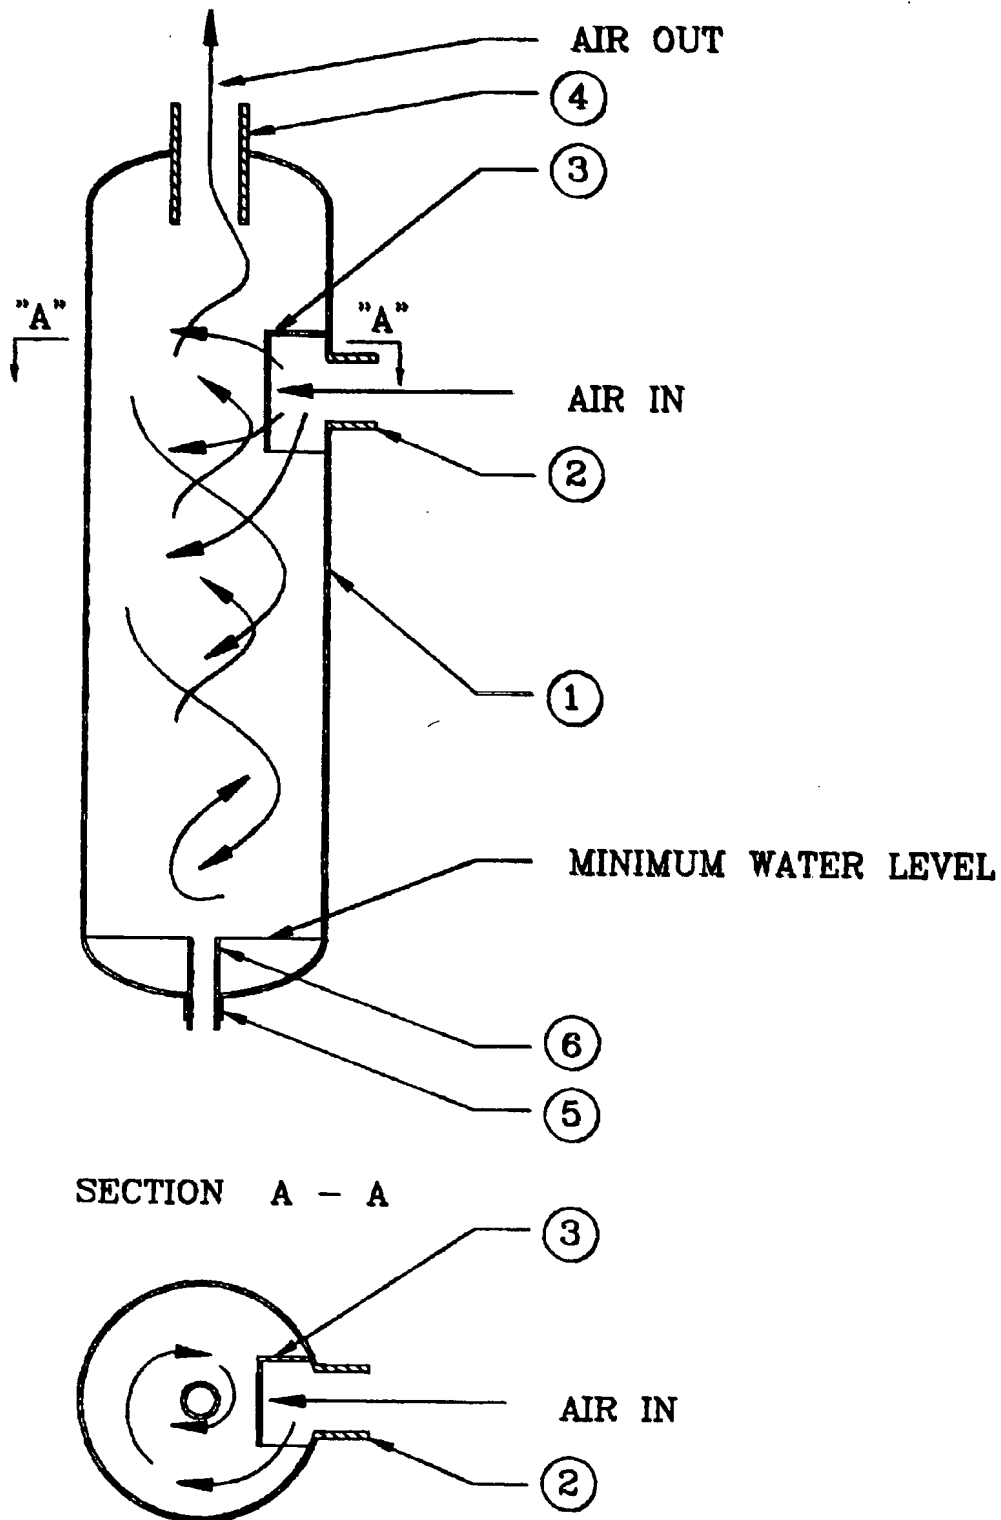 AIR OUT
4
3
"A" "A"
AIR IN
2
1
MINIMUM WATER LEVEL
6
5
SECTION A - A
3
AIR IN
2